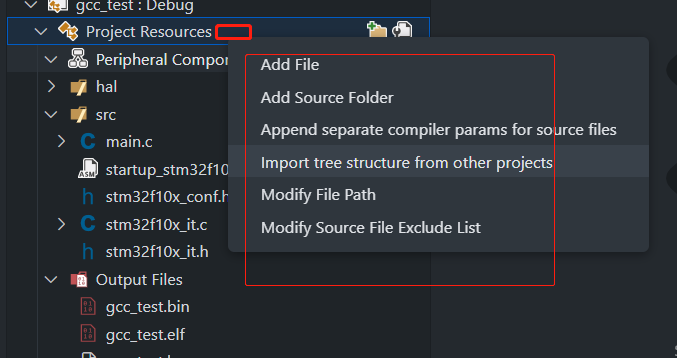 gcc_test : Debug
Project Resources
Peripheral Compo
Add File
hal
Add Source Folder
src
Append separate compiler params for source files
main.c
Import tree structure from other projects
startup_stm32f10
Modify File Path
stm32f10x_conf.h
stm32f10x_it.c
Modify Source File Exclude List
stm32f10x_it.h
Output Files
gcc_test.bin
gcc_test.elf